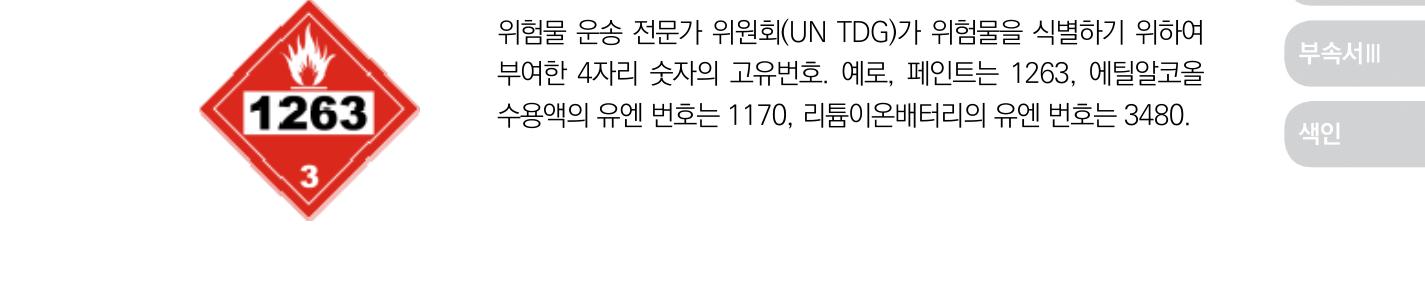 위험물 운송 전문가 위원회(UN TDG)가 위험물을 식별하기 위하여
부여한 4자리 숫자의 고유번호. 예로, 페인트는 1263, 에틸알코올
수용액의 유엔 번호는 1170, 리튬이온배터리의 유엔 번호는 3480.
1263
3
부속서Ⅲ
색인